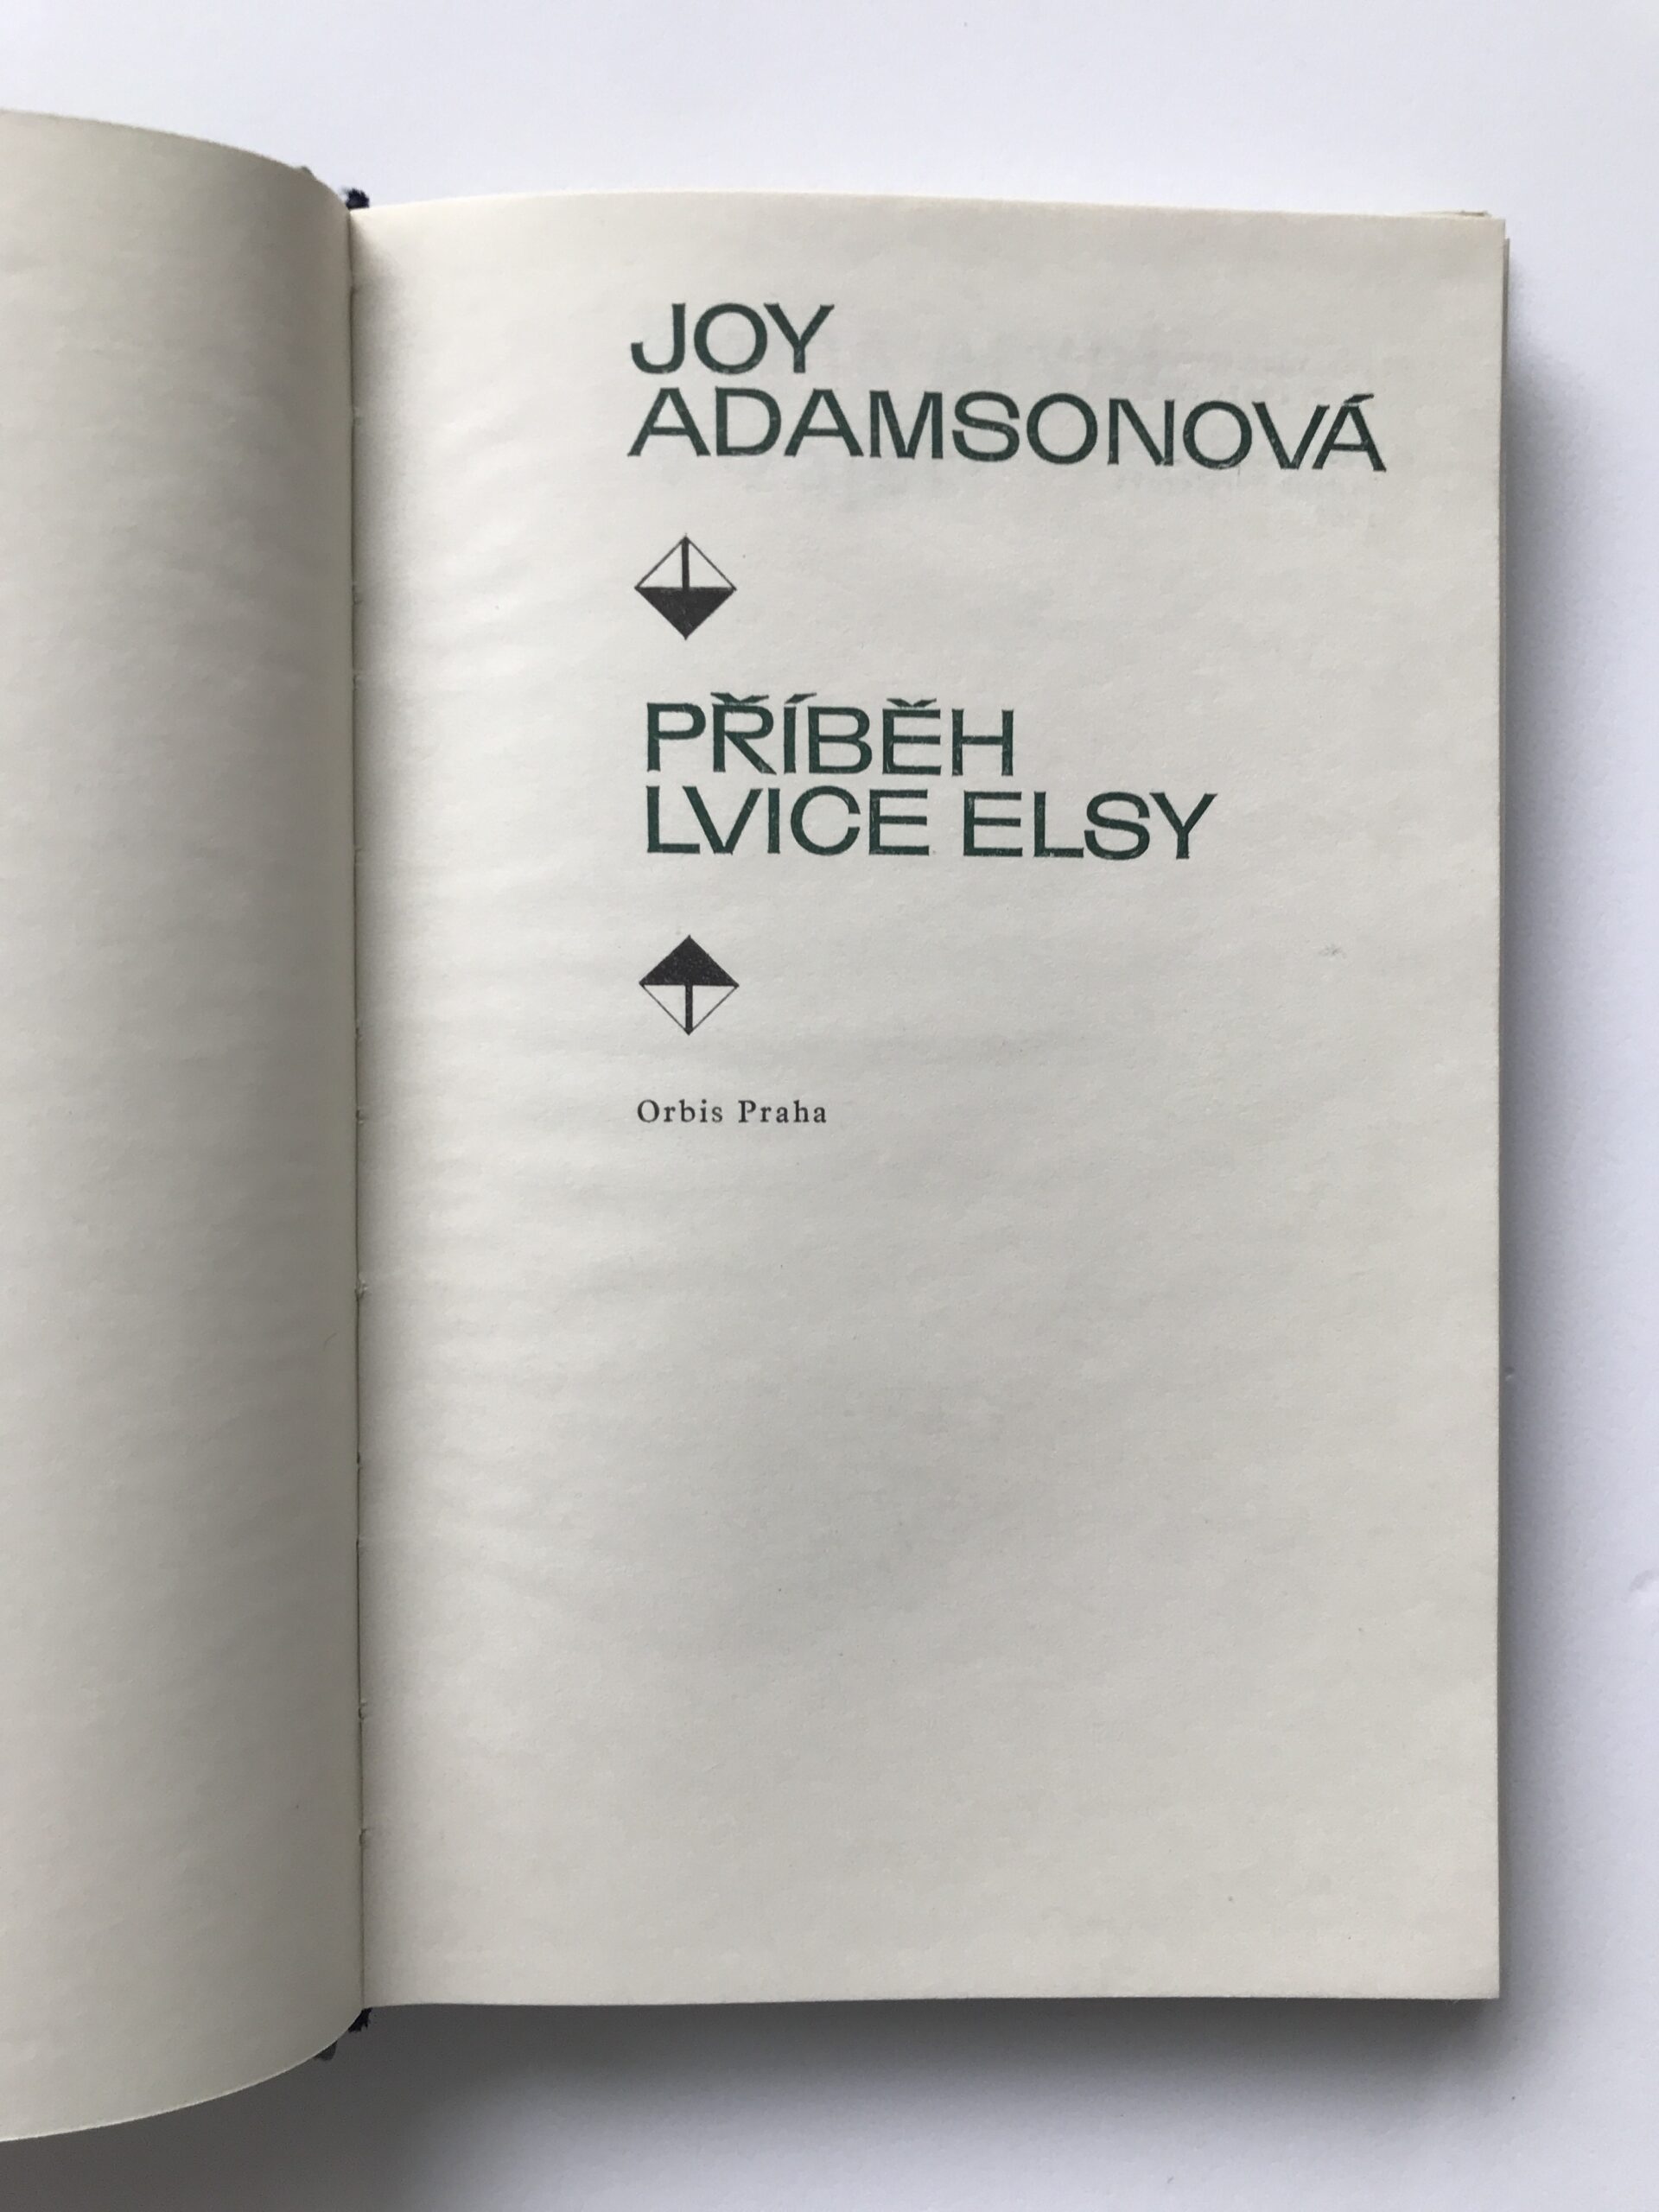 JOY
ADAMSONOVÁ
PŘÍBĚH
LVICE ELSY
Orbis Praha